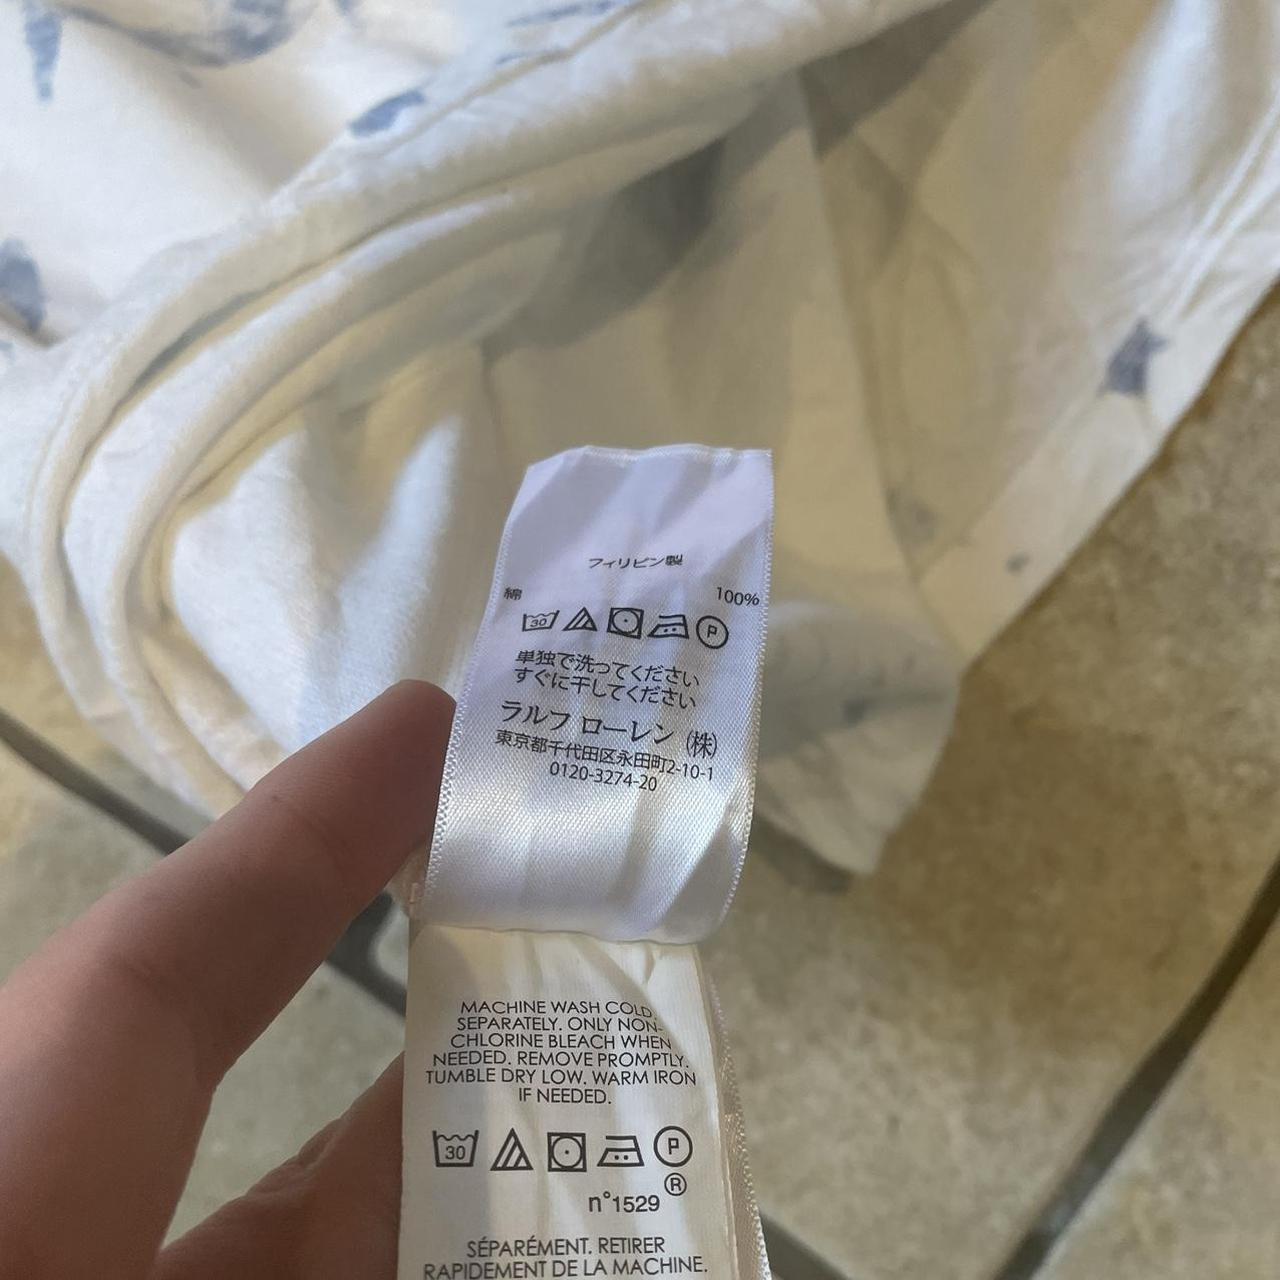 フィリピン製
綿 100%
30 P
単独で洗ってください
すぐに干してください
ラルフ ローレン (株)
東京都千代田区永田町2-10-1
0120-3274-20
MACHINE WASH COLD,
SEPARATELY. ONLY NON-
CHLORINE BLEACH WHEN
NEEDED. REMOVE PROMPTLY.
TUMBLE DRY LOW. WARM IRON
IF NEEDED.
30 P
®
n°1529
SÉPARÉMENT. RETIRER
RAPIDEMENT DE LA MACHINE.